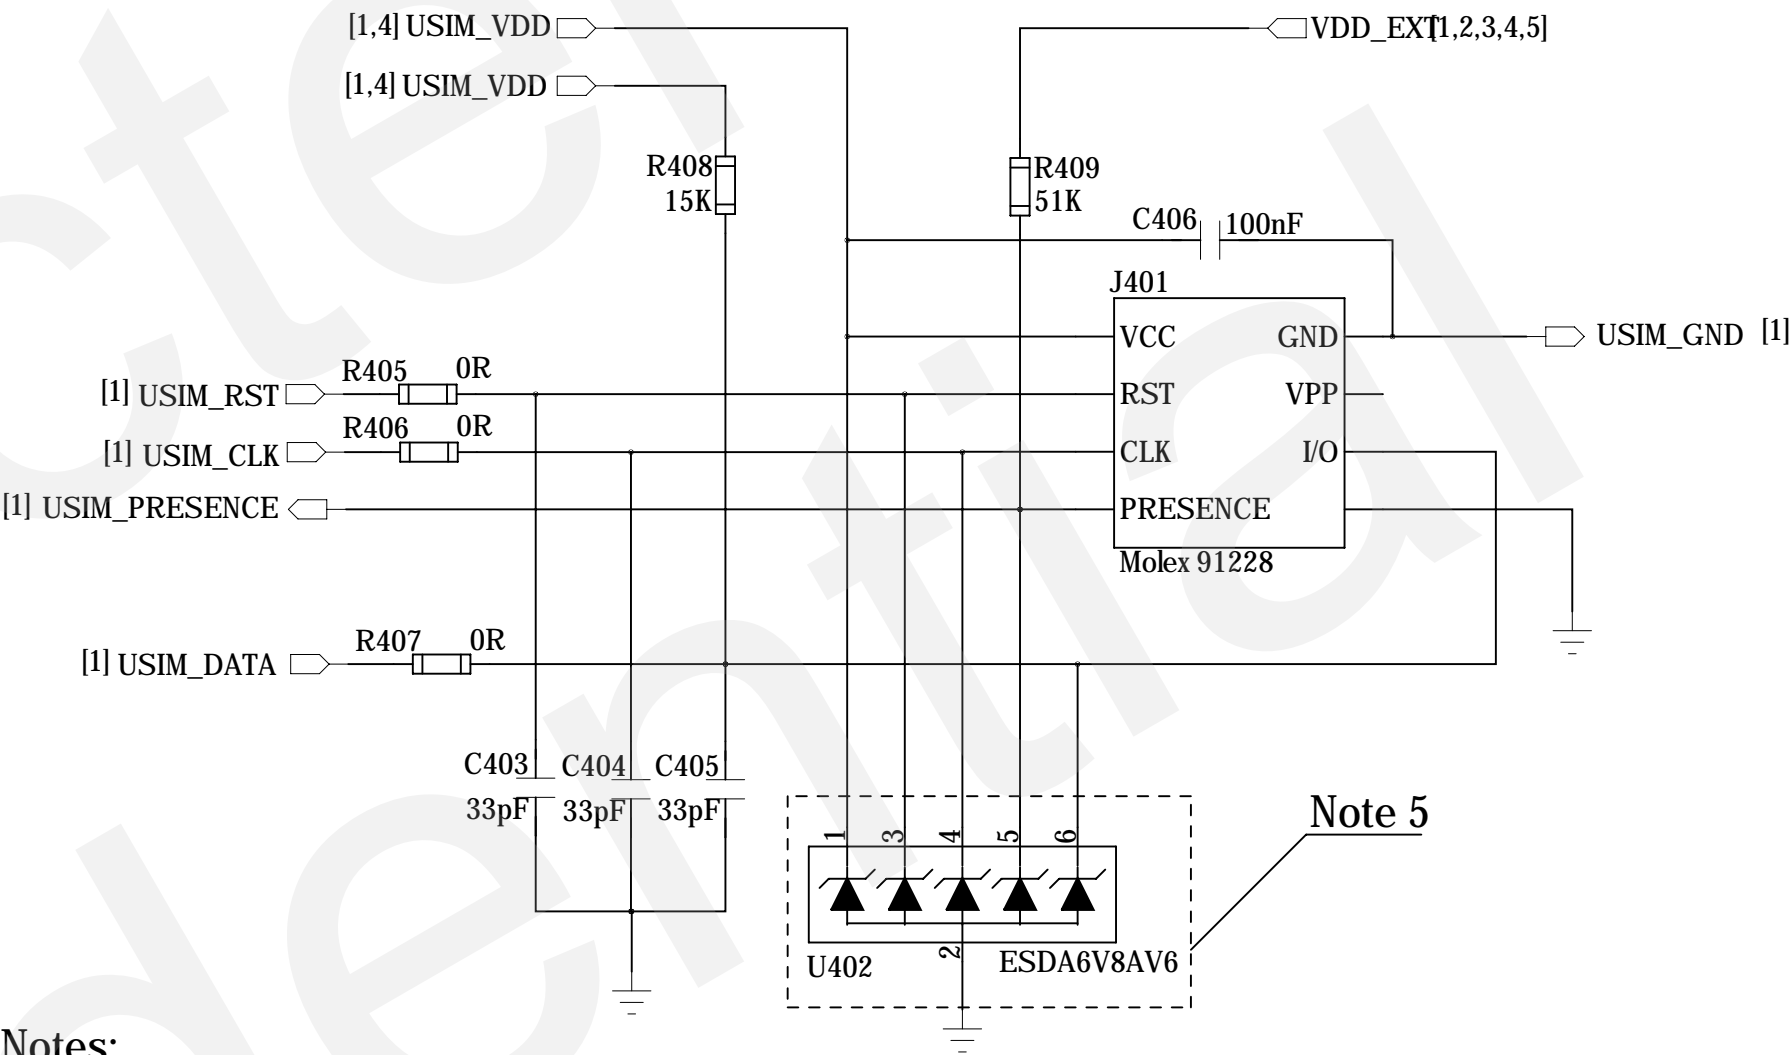 [1,4] USIM_VDD
VDD_EXT[1,2,3,4,5]
[1,4] USIM_VDD
R408
15K
R409
51K
C406
100nF
J401
VCC
GND
USIM_GND [1]
R405
0R
[1] USIM_RST
RST
VPP
R406
0R
[1] USIM_CLK
CLK
I/O
[1] USIM_PRESENCE
PRESENCE
Molex 91228
R407
0R
[1] USIM_DATA
C403
33pF
C404
33pF
C405
33pF
Note 5
1
3
4
5
6
2
U402
ESDA6V8AV6
Notes:
ctel
dential